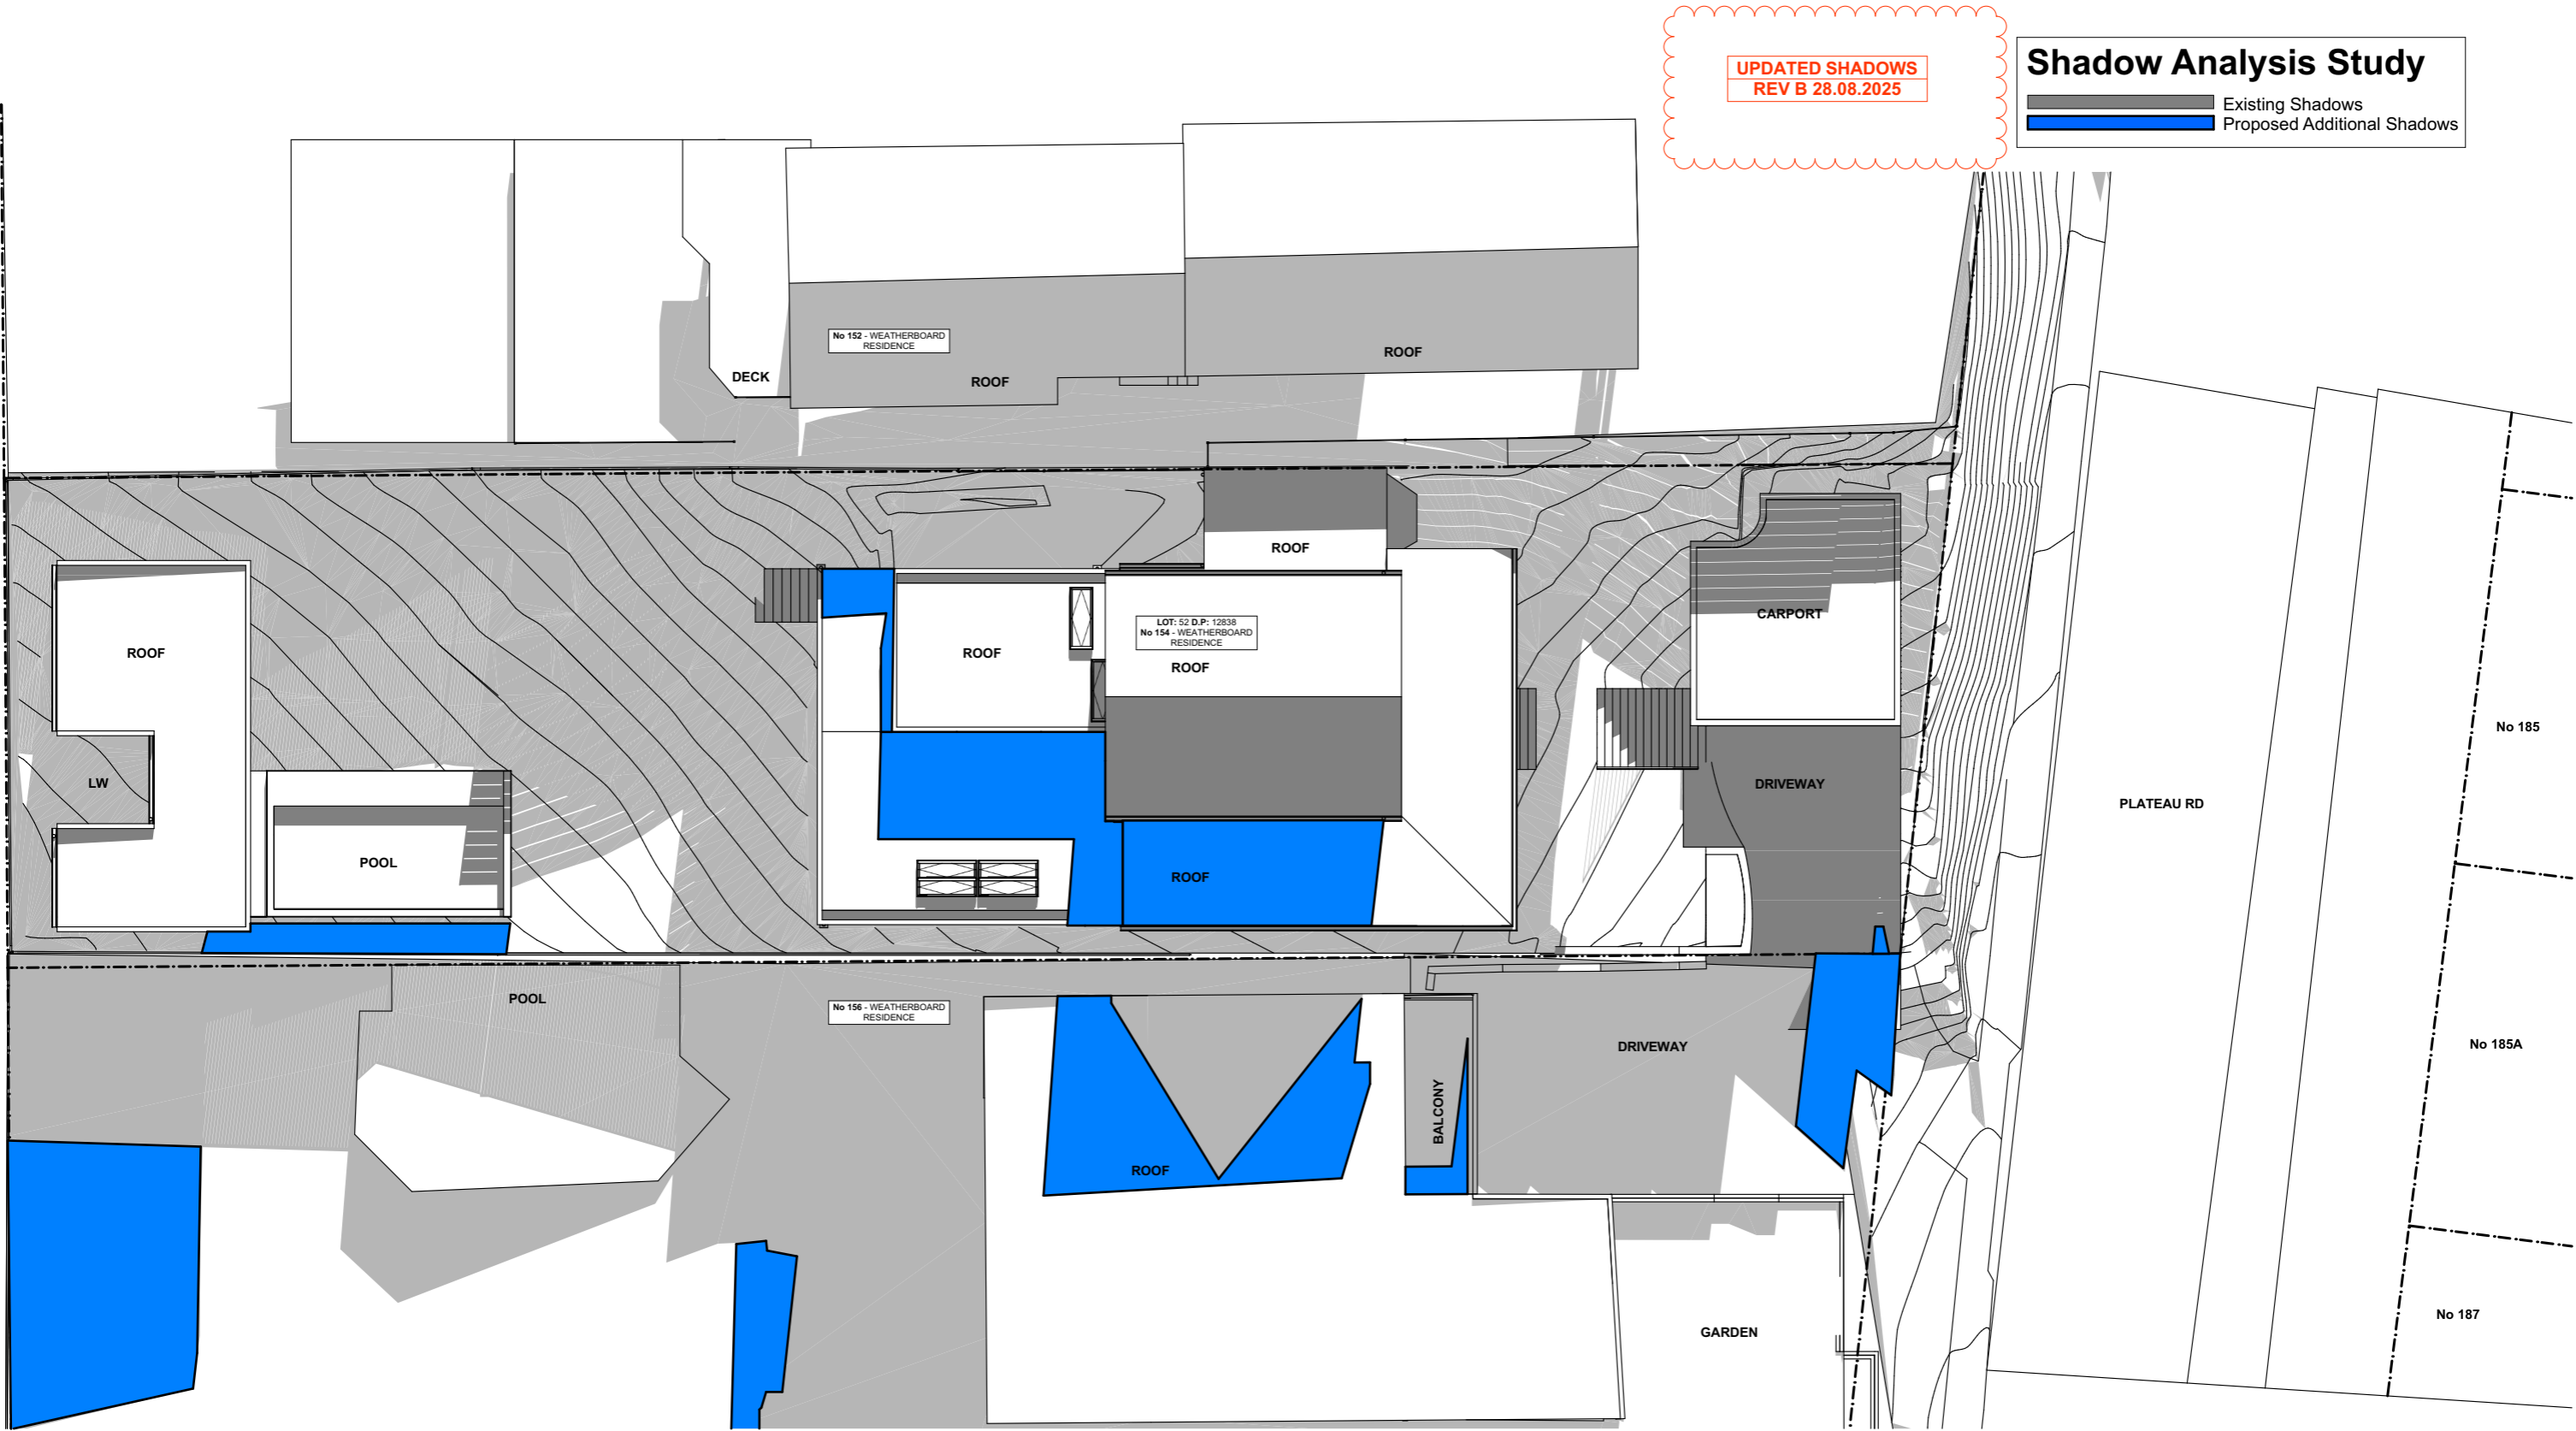 UPDATED SHADOWS
REV B 28.08.2025
Shadow Analysis Study
Existing Shadows
Proposed Additional Shadows
No 152 - WEATHERBOARD
RESIDENCE
DECK
ROOF
ROOF
ROOF
LOT: 52 D.P: 12838
No 154 - WEATHERBOARD
RESIDENCE
ROOF
ROOF
ROOF
CARPORT
LW
POOL
ROOF
DRIVEWAY
PLATEAU RD
No 185
POOL
No 156 - WEATHERBOARD
RESIDENCE
ROOF
BALCONY
DRIVEWAY
No 185A
GARDEN
No 187